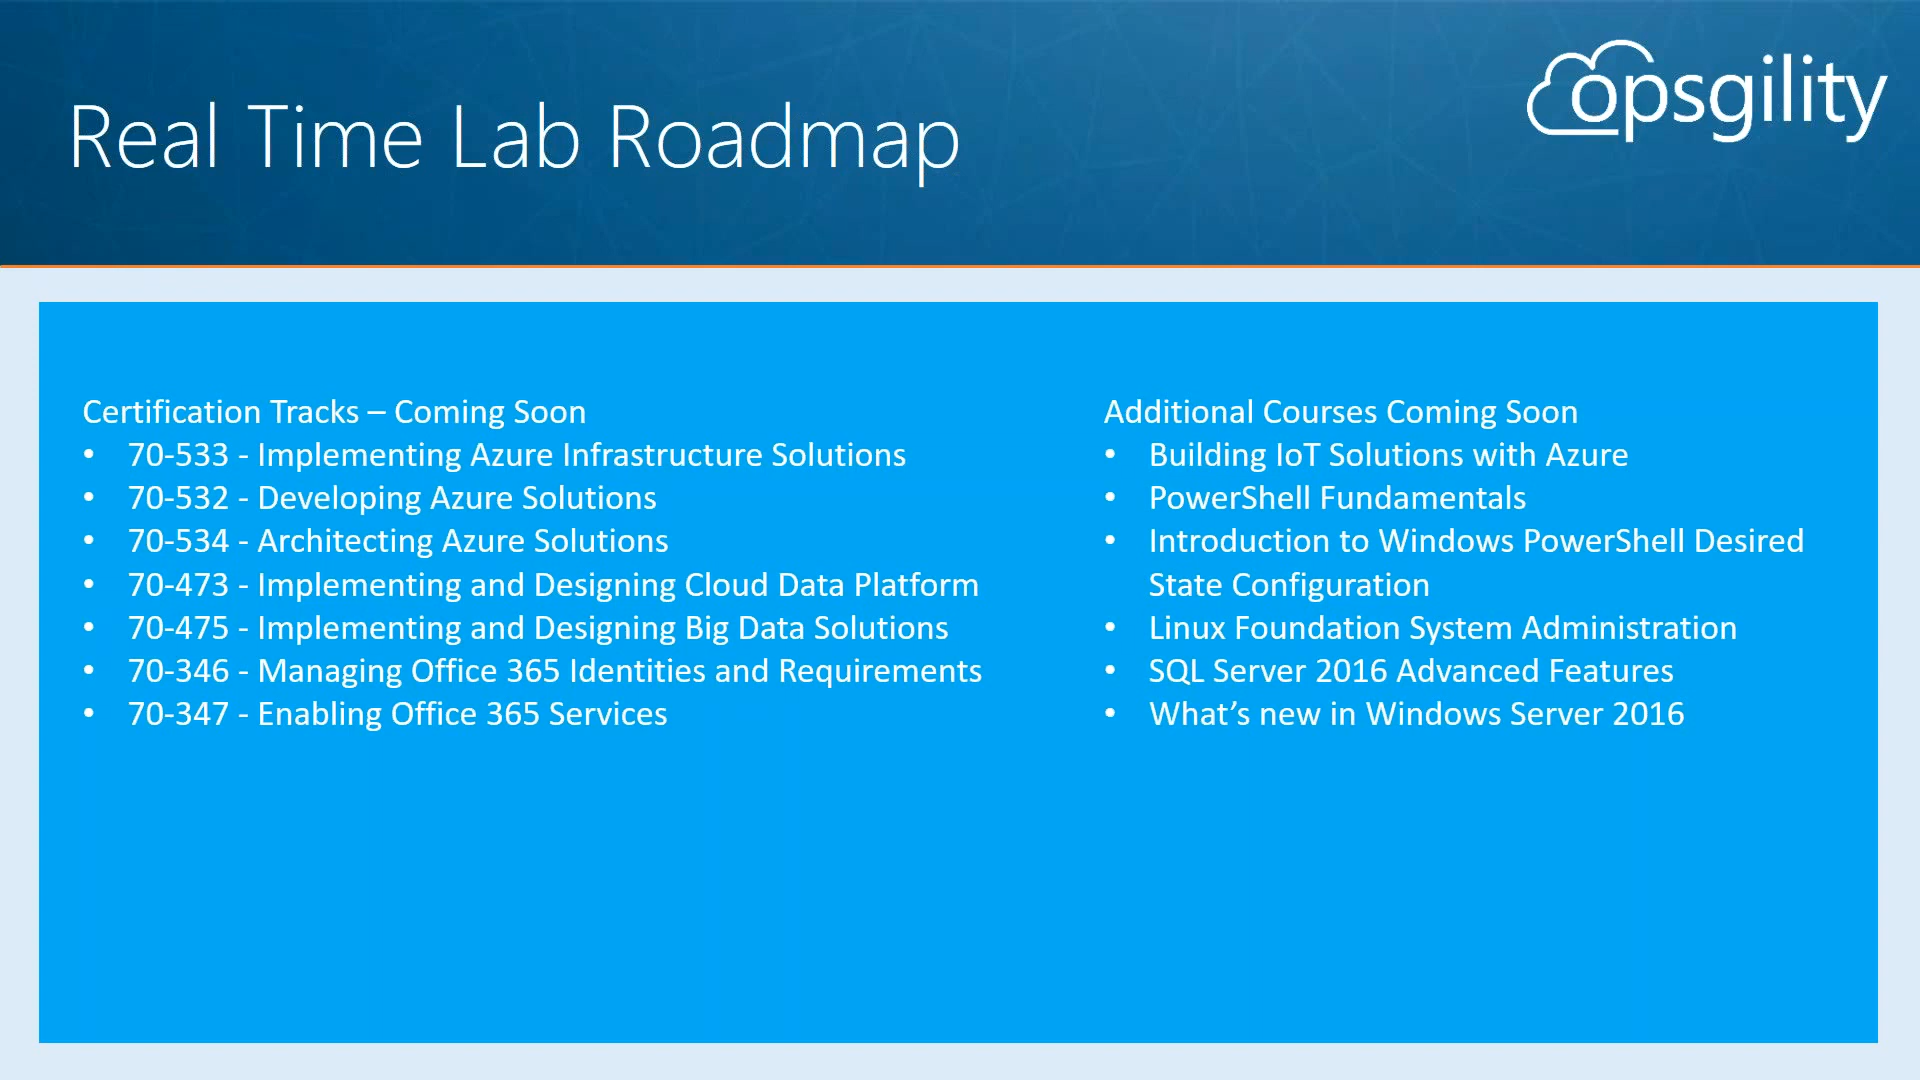 opsgility
Real Time Lab Roadmap
Certification Tracks – Coming Soon
• 70-533 - Implementing Azure Infrastructure Solutions
• 70-532 - Developing Azure Solutions
• 70-534 - Architecting Azure Solutions
• 70-473 - Implementing and Designing Cloud Data Platform
• 70-475 - Implementing and Designing Big Data Solutions
• 70-346 - Managing Office 365 Identities and Requirements
• 70-347 - Enabling Office 365 Services
Additional Courses Coming Soon
• Building IoT Solutions with Azure
• PowerShell Fundamentals
• Introduction to Windows PowerShell Desired
State Configuration
• Linux Foundation System Administration
• SQL Server 2016 Advanced Features
• What’s new in Windows Server 2016